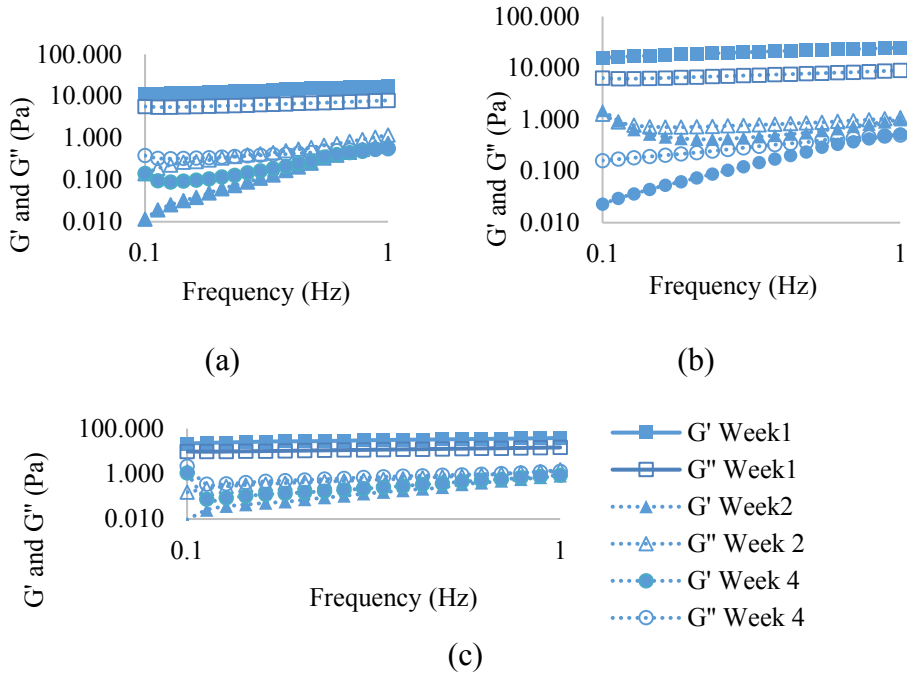 100.000
10.000
1.000
0.100
0.010
0.1
1
G' and G" (Pa)
Frequency (Hz)
(a)
100.000
10.000
1.000
0.100
0.010
0.1
1
G' and G" (Pa)
Frequency (Hz)
(b)
100.000
1.000
0.010
0.1
1
G' and G" (Pa)
Frequency (Hz)
(c)
G' Week1
G" Week1
G' Week2
G" Week 2
G' Week 4
G" Week 4